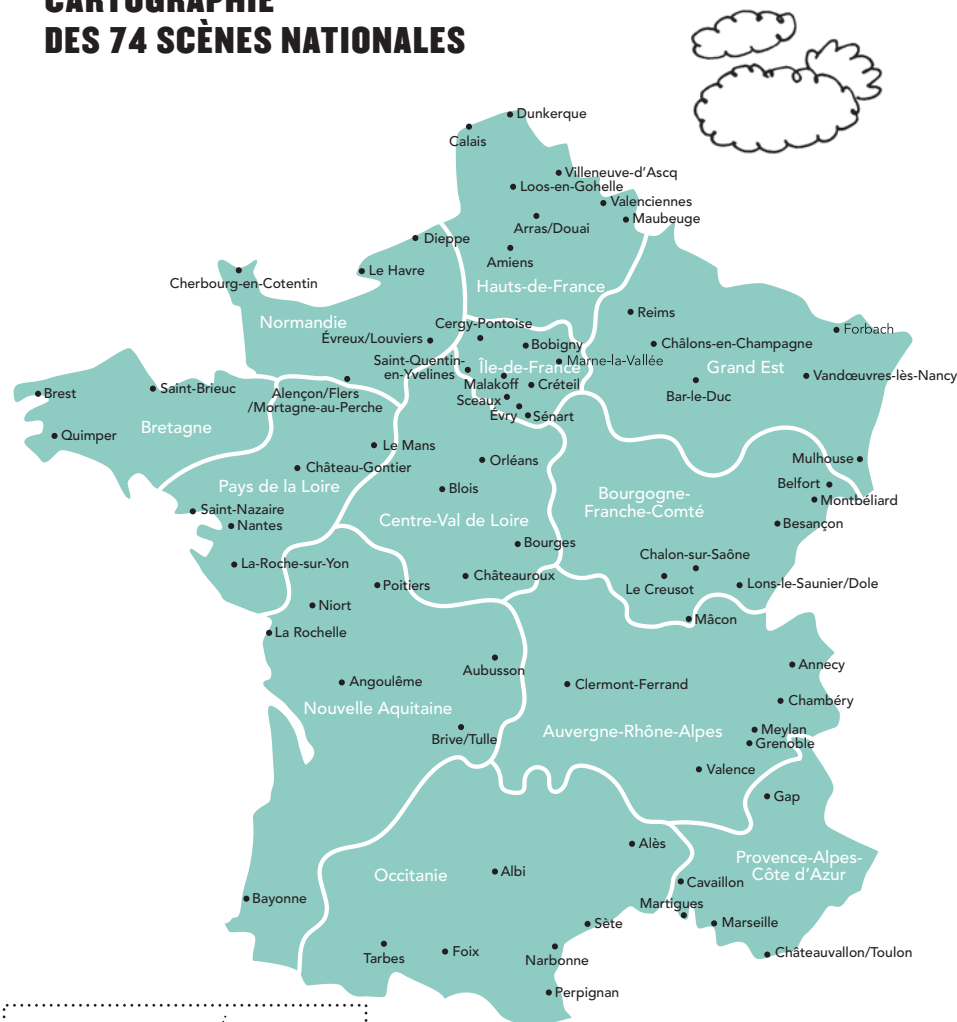 CARTOGRAPHIE
DES 74 SCÈNES NATIONALES
Dunkerque
Calais
Villeneuve-d'Ascq
Loos-en-Gohelle
Valenciennes
Maubeuge
Arras/Douai
Amiens
Hauts-de-France
Dieppe
Le Havre
Cherbourg-en-Cotentin
Normandie
Évreux/Louviers
Alençon/Flers
/Mortagne-au-Perche
Cergy-Pontoise
Bobigny
Marne-la-Vallée
Saint-Quentin-
en-Yvelines
Île-de-France
Malakoff
Créteil
Sceaux
Évry
Sénart
Reims
Châlons-en-Champagne
Forbach
Grand Est
Vandœuvres-lès-Nancy
Bar-le-Duc
Mulhouse
Brest
Saint-Brieuc
Quimper
Bretagne
Le Mans
Château-Gontier
Pays de la Loire
Saint-Nazaire
Nantes
La-Roche-sur-Yon
Orléans
Blois
Centre-Val de Loire
Bourges
Châteauroux
Belfort
Montbéliard
Bourgogne-
Franche-Comté
Besançon
Chalon-sur-Saône
Le Creusot
Lons-le-Saunier/Dole
Mâcon
Poitiers
Niort
La Rochelle
Aubusson
Angoulême
Nouvelle Aquitaine
Brive/Tulle
Bayonne
Annecy
Clermont-Ferrand
Chambéry
Auvergne-Rhône-Alpes
Meylan
Grenoble
Valence
Gap
Provence-Alpes-
Côte d'Azur
Cavaillon
Martigues
Marseille
Châteauvallon/Toulon
Alès
Occitanie
Albi
Sète
Tarbes
Foix
Narbonne
Perpignan